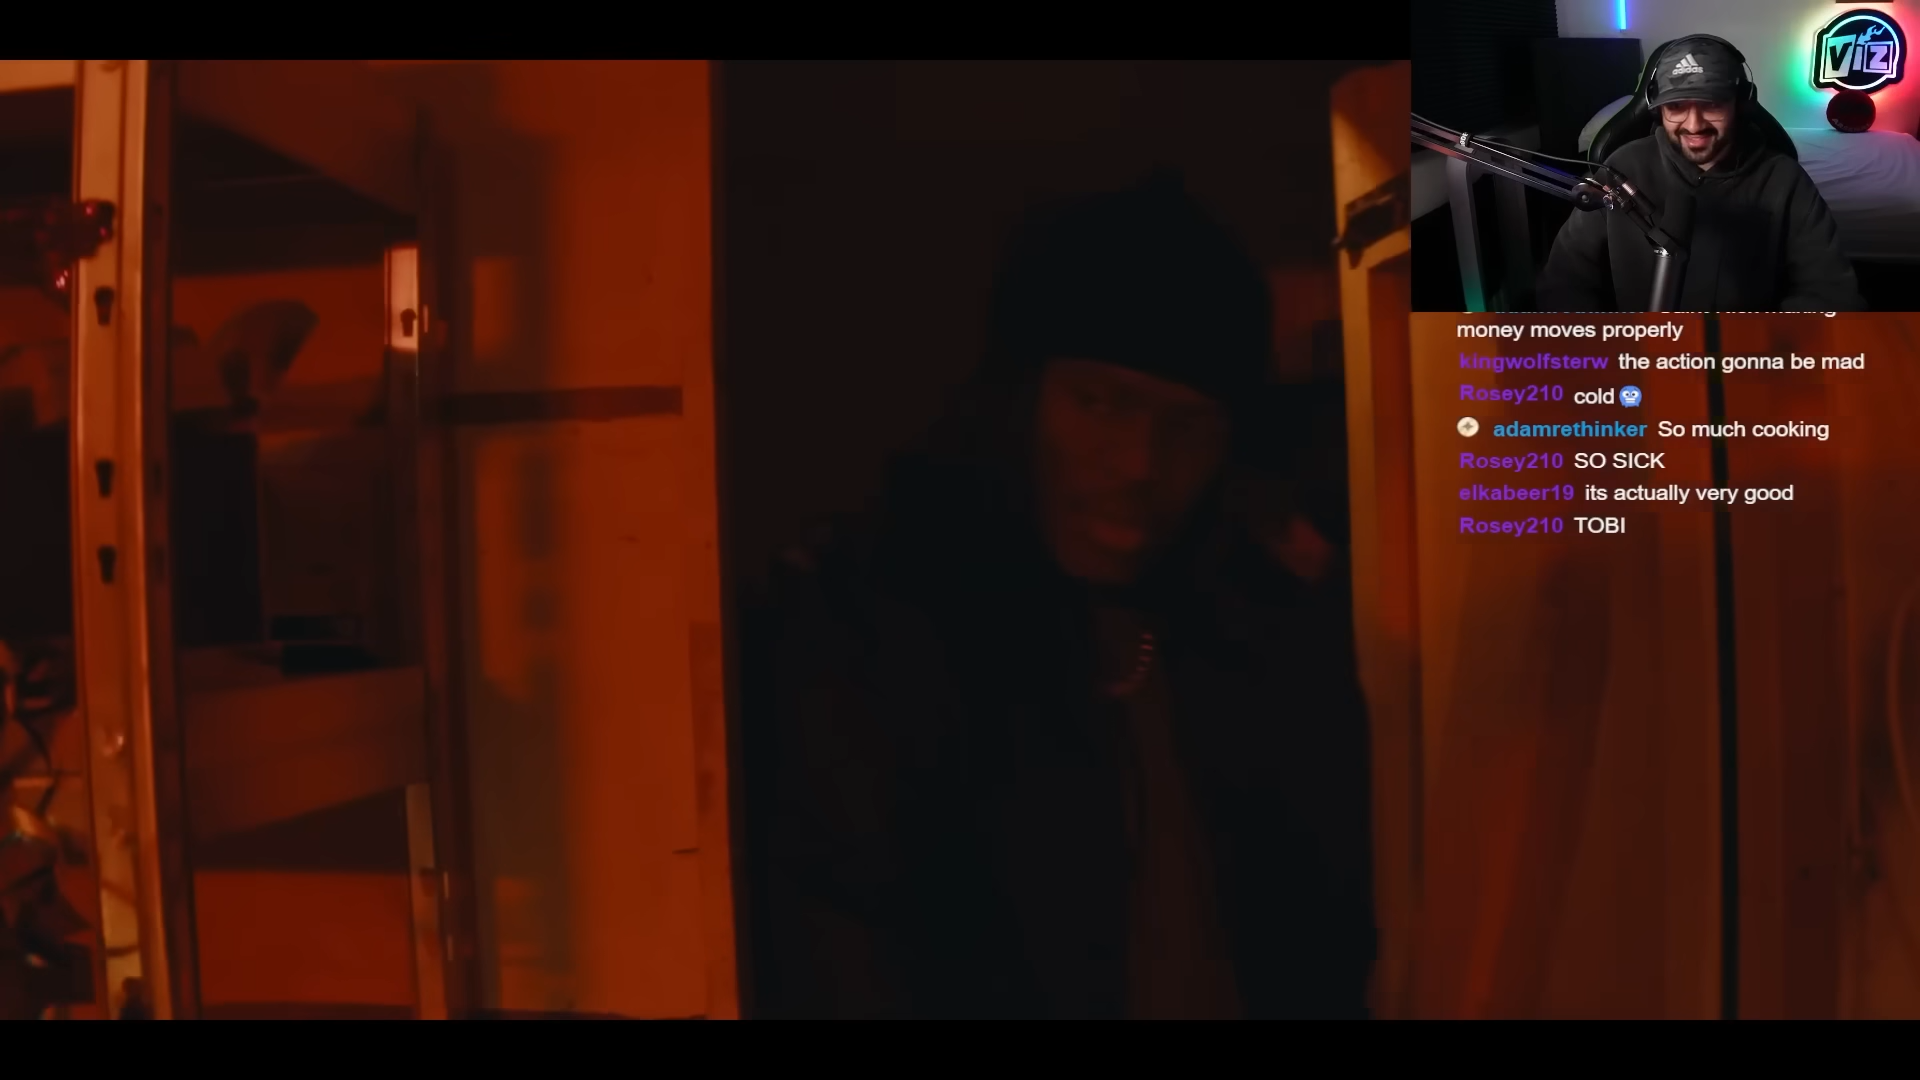 adidas
VIZ
money moves properly
kingwolfsterw the action gonna be mad
Rosey210 cold🥶
adamrethinker So much cooking
Rosey210 SO SICK
elkabeer19 its actually very good
Rosey210 TOBI